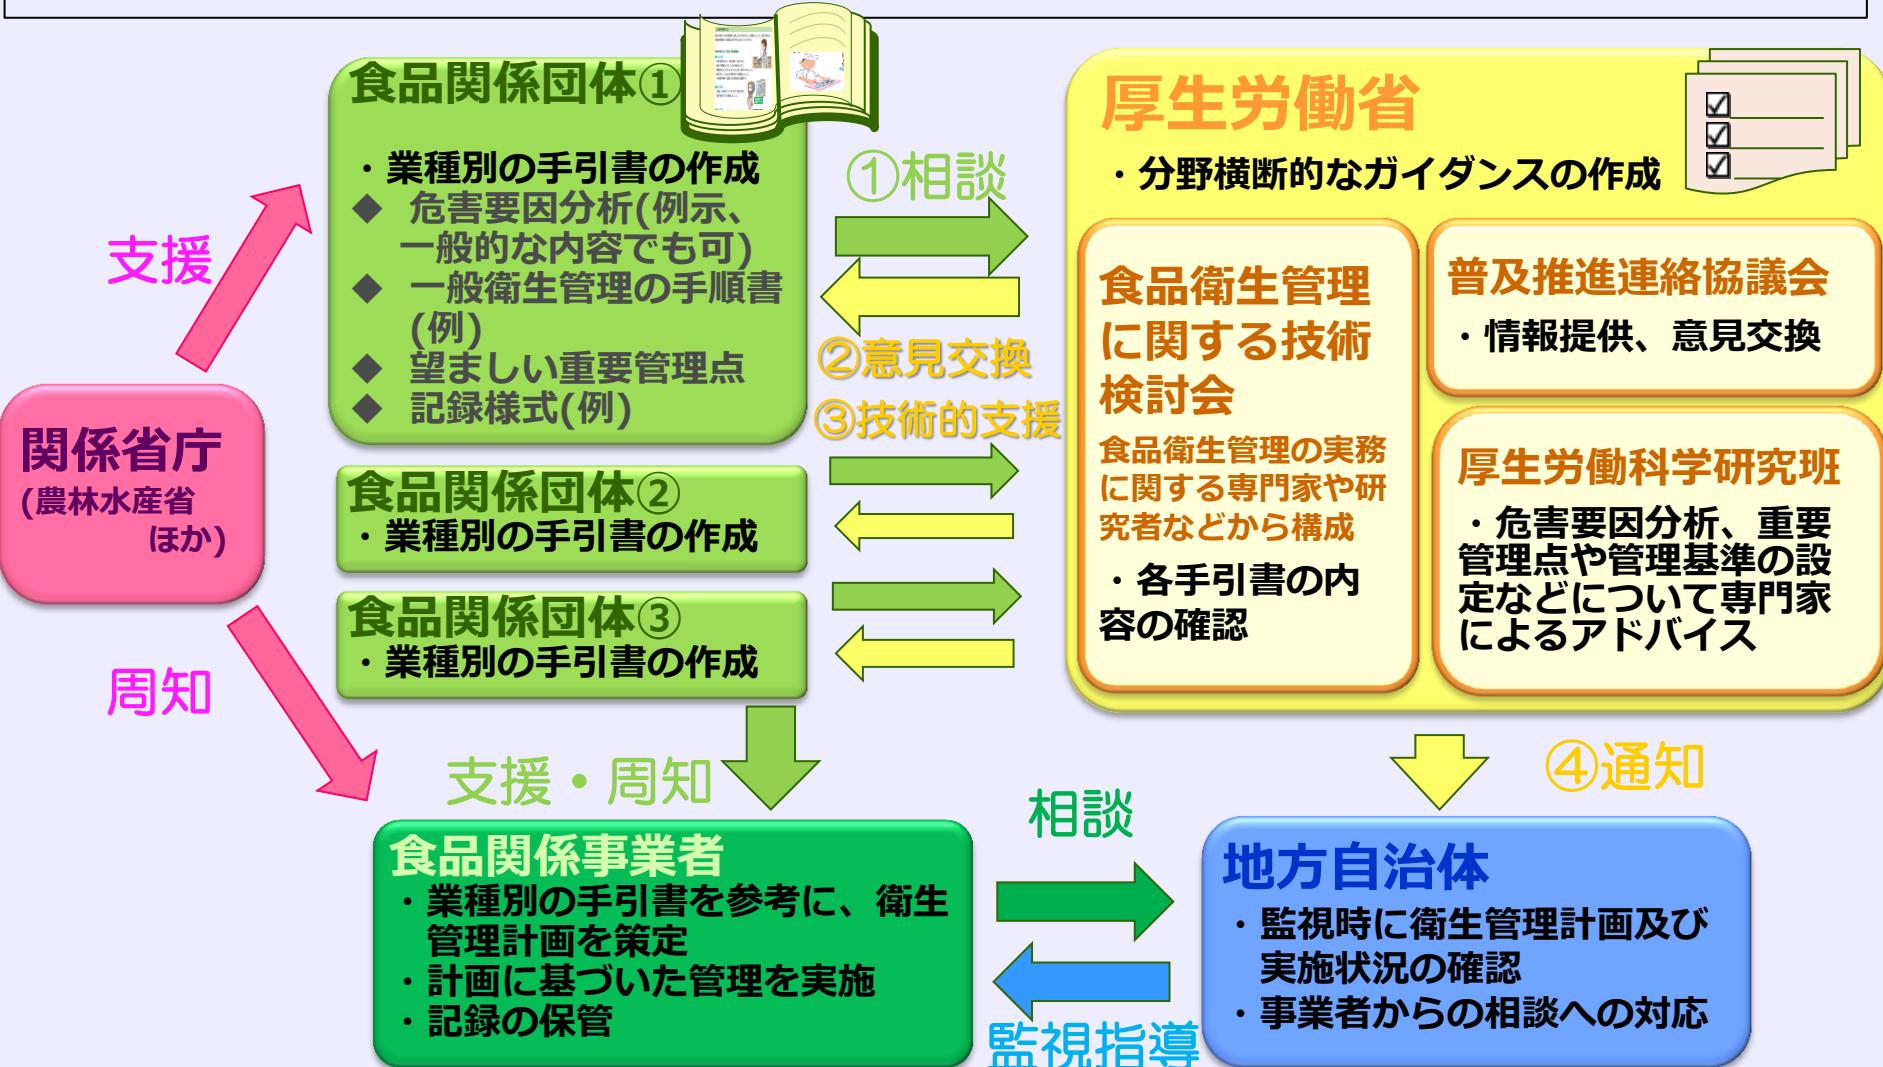 食品関係団体①
・業種別の手引書の作成
◆ 危害要因分析(例示、
一般的な内容でも可)
◆ 一般衛生管理の手順書
(例)
◆ 望ましい重要管理点
◆ 記録様式(例)
食品関係団体②
・業種別の手引書の作成
食品関係団体③
・業種別の手引書の作成
支援
関係省庁
(農林水産省
ほか)
周知
①相談
②意見交換
③技術的支援
厚生労働省
・分野横断的なガイダンスの作成
食品衛生管理
に関する技術
検討会
食品衛生管理の実務
に関する専門家や研
究者などから構成
・各手引書の内
容の確認
普及推進連絡協議会
・情報提供、意見交換
厚生労働科学研究班
・危害要因分析、重要
管理点や管理基準の設
定などについて専門家
によるアドバイス
支援・周知
④通知
食品関係事業者
・業種別の手引書を参考に、衛生
管理計画を策定
・計画に基づいた管理を実施
・記録の保管
相談
監視指導
地方自治体
・監視時に衛生管理計画及び
実施状況の確認
・事業者からの相談への対応